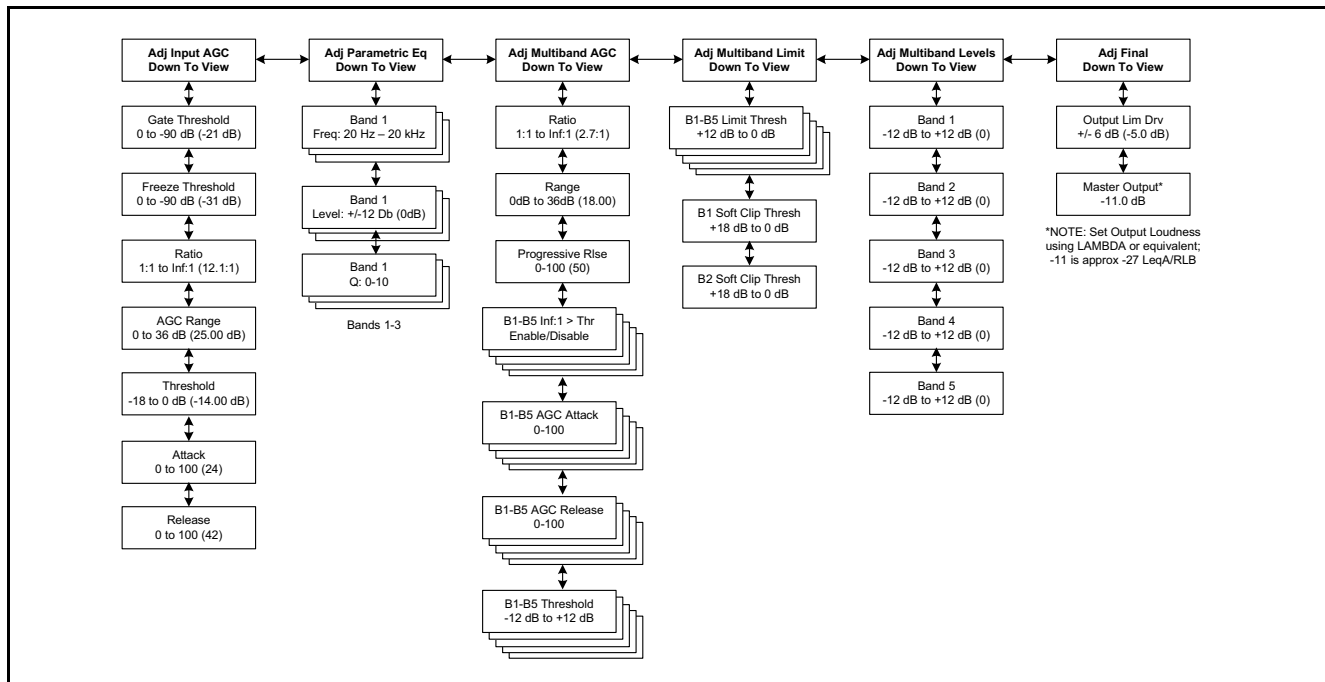 Adj Input AGC
Down To View
Gate Threshold
0 to -90 dB (-21 dB)
Freeze Threshold
0 to -90 dB (-31 dB)
Ratio
1:1 to Inf:1 (12.1:1)
AGC Range
0 to 36 dB (25.00 dB)
Threshold
-18 to 0 dB (-14.00 dB)
Attack
0 to 100 (24)
Release
0 to 100 (42)
Adj Parametric Eq
Down To View
Band 1
Freq: 20 Hz – 20 kHz
Band 1
Level: +/-12 Db (0dB)
Band 1
Q: 0-10
Bands 1-3
Adj Multiband AGC
Down To View
Ratio
1:1 to Inf:1 (2.7:1)
Range
0dB to 36dB (18.00)
Progressive Rlse
0-100 (50)
B1-B5 Inf:1 > Thr
Enable/Disable
B1-B5 AGC Attack
0-100
B1-B5 AGC Release
0-100
B1-B5 Threshold
-12 dB to +12 dB
Adj Multiband Limit
Down To View
B1-B5 Limit Thresh
+12 dB to 0 dB
B1 Soft Clip Thresh
+18 dB to 0 dB
B2 Soft Clip Thresh
+18 dB to 0 dB
Adj Multiband Levels
Down To View
Band 1
-12 dB to +12 dB (0)
Band 2
-12 dB to +12 dB (0)
Band 3
-12 dB to +12 dB (0)
Band 4
-12 dB to +12 dB (0)
Band 5
-12 dB to +12 dB (0)
Adj Final
Down To View
Output Lim Drv
+/- 6 dB (-5.0 dB)
Master Output*
-11.0 dB
*NOTE: Set Output Loudness
using LAMBDA or equivalent;
-11 is approx -27 LeqA/RLB